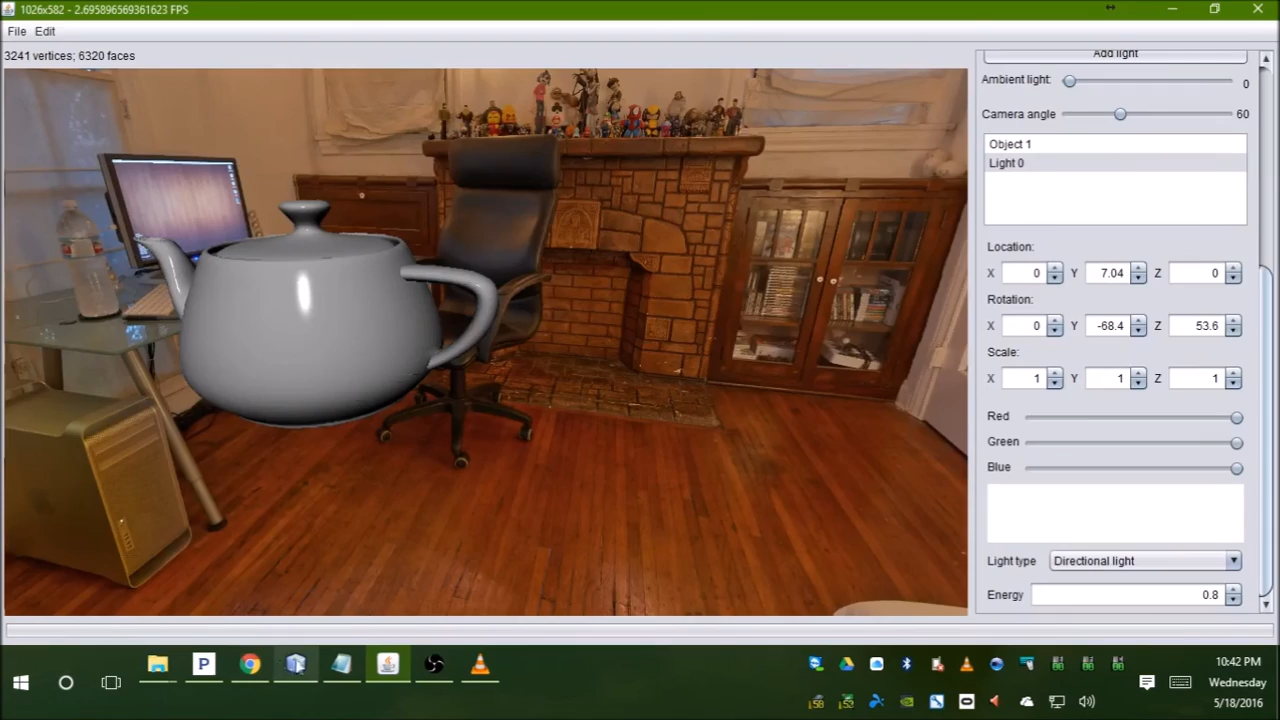 1026x582 - 2.695896569361623 FPS
File Edit
3241 vertices; 6320 faces
Add light
Ambient light: 0
Camera angle 60
Object 1
Light 0
Location:
X 0 Y 7.04 Z 0
Rotation:
X 0 Y -68.4 Z 53.6
Scale:
X 1 Y 1 Z 1
Red
Green
Blue
Light type Directional light
Energy 0.8
P
10:42 PM
Wednesday
5/18/2016